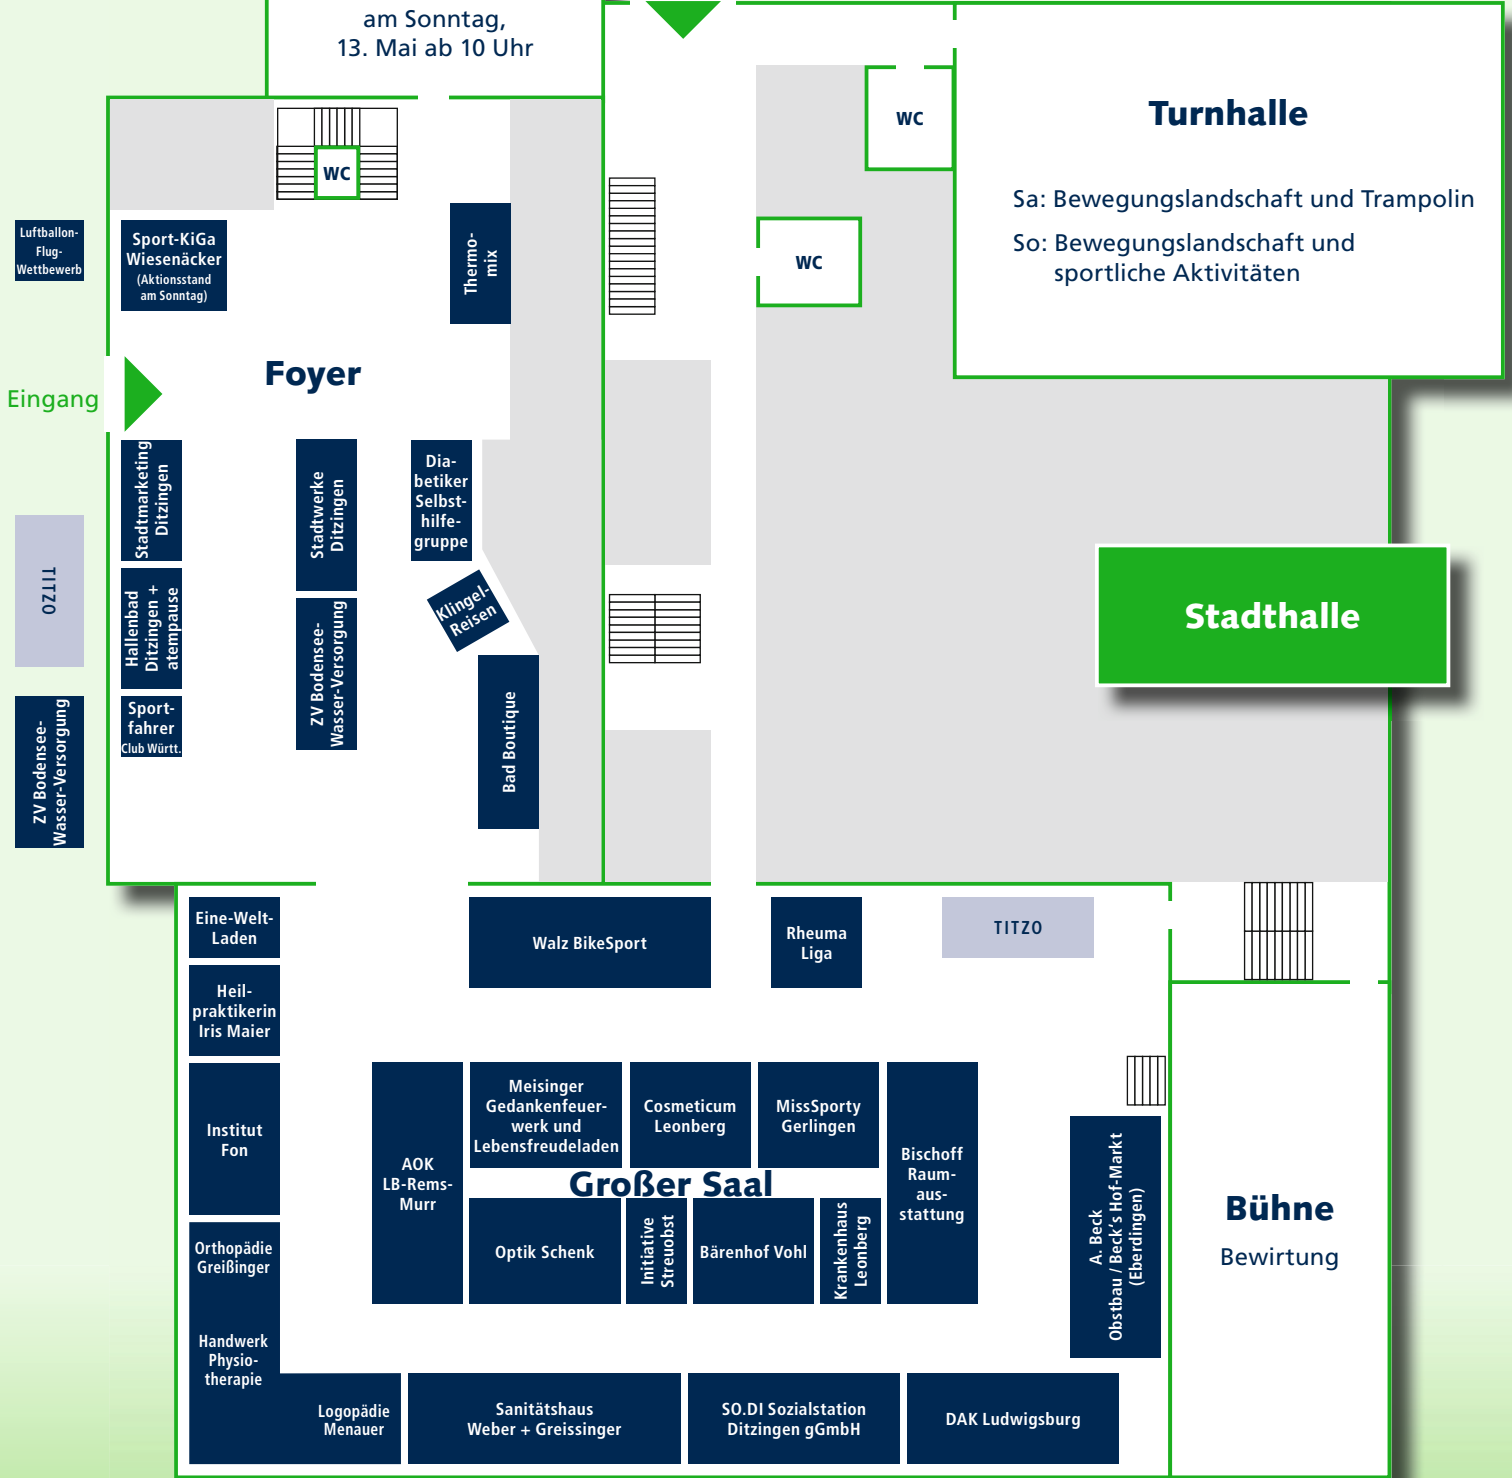 am Sonntag,
13. Mai ab 10 Uhr
WC
Turnhalle
Sa: Bewegungslandschaft und Trampolin
So: Bewegungslandschaft und
sportliche Aktivitäten
WC
WC
Luftballon-
Flug-
Wettbewerb
Sport-KiGa
Wiesenäcker
(Aktionsstand
am Sonntag)
Thermo-
mix
Foyer
Eingang
Stadtmarketing
Ditzingen
Stadtwerke
Ditzingen
Dia-
betiker
Selbst-
hilfe-
gruppe
TITZO
Hallenbad
Ditzingen +
atempause
ZV Bodensee-
Wasser-Versorgung
Klingel-
Reisen
Stadthalle
ZV Bodensee-
Wasser-Versorgung
Sport-
fahrer
Club Württ.
Bad Boutique
Eine-Welt-
Laden
Walz BikeSport
Rheuma
Liga
TITZO
Heil-
praktikerin
Iris Maier
Institut
Fon
AOK
LB-Rems-
Murr
Meisinger
Gedankenfeuer-
werk und
Lebensfreudeladen
Cosmeticum
Leonberg
MissSporty
Gerlingen
Bischoff
Raum-
aus-
stattung
Großer Saal
Optik Schenk
Initiative
Streuobst
Bärenhof Vohl
Krankenhaus
Leonberg
A. Beck
Obstbau / Beck's Hof-Markt
(Eberdingen)
Bühne
Bewirtung
Orthopädie
Greißinger
Handwerk
Physio-
therapie
Logopädie
Menauer
Sanitätshaus
Weber + Greissinger
SO.DI Sozialstation
Ditzingen gGmbH
DAK Ludwigsburg